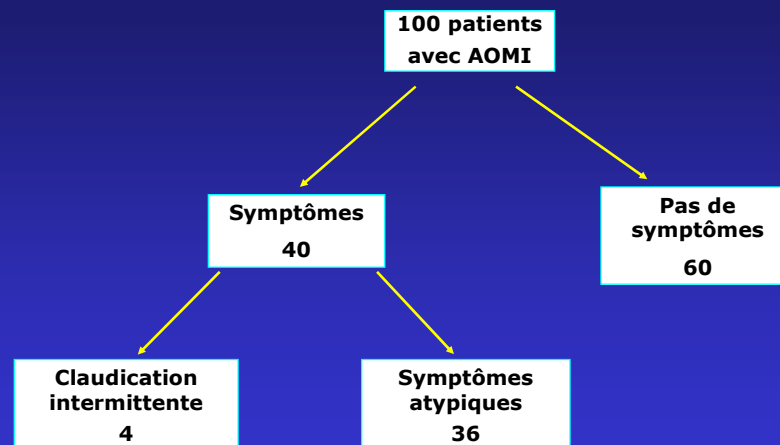 100 patients
avec AOMI
Symptômes
40
Pas de
symptômes
60
Claudication
intermittente
4
Symptômes
atypiques
36